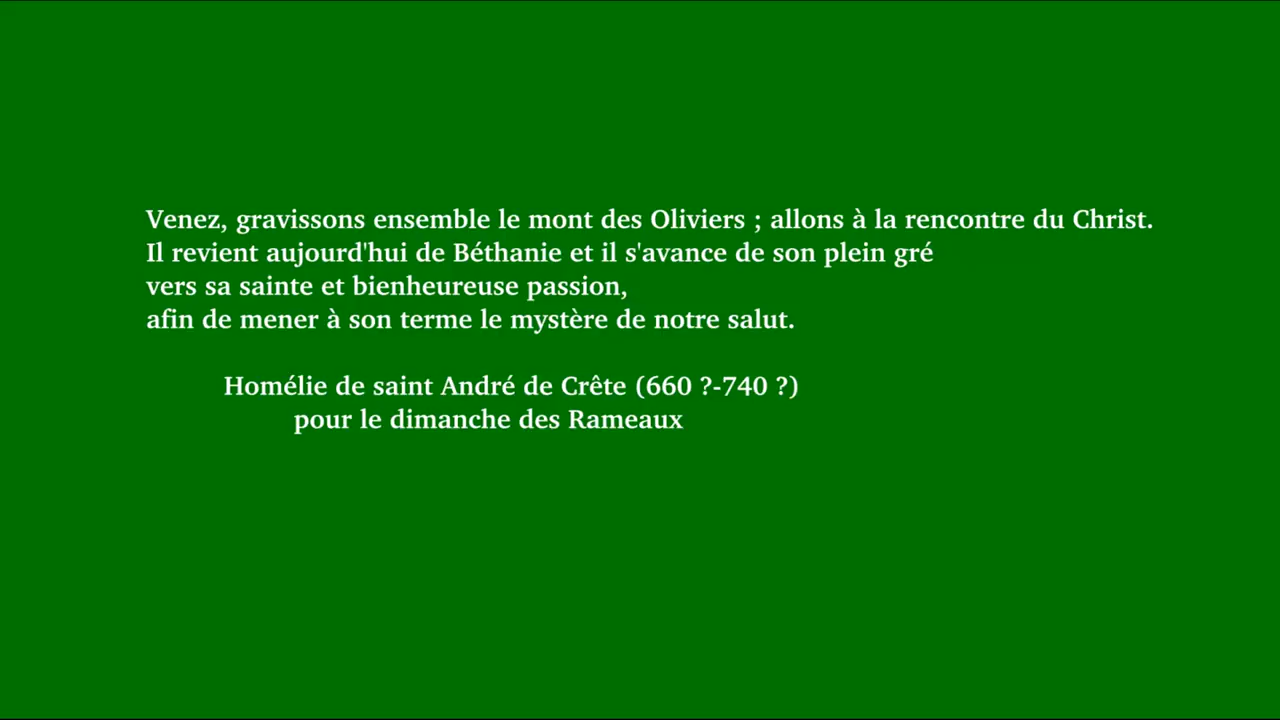 Venez, gravissons ensemble le mont des Oliviers ; allons à la rencontre du Christ.
Il revient aujourd'hui de Béthanie et il s'avance de son plein gré
vers sa sainte et bienheureuse passion,
afin de mener à son terme le mystère de notre salut.
Homélie de saint André de Crête (660 ?-740 ?)
pour le dimanche des Rameaux